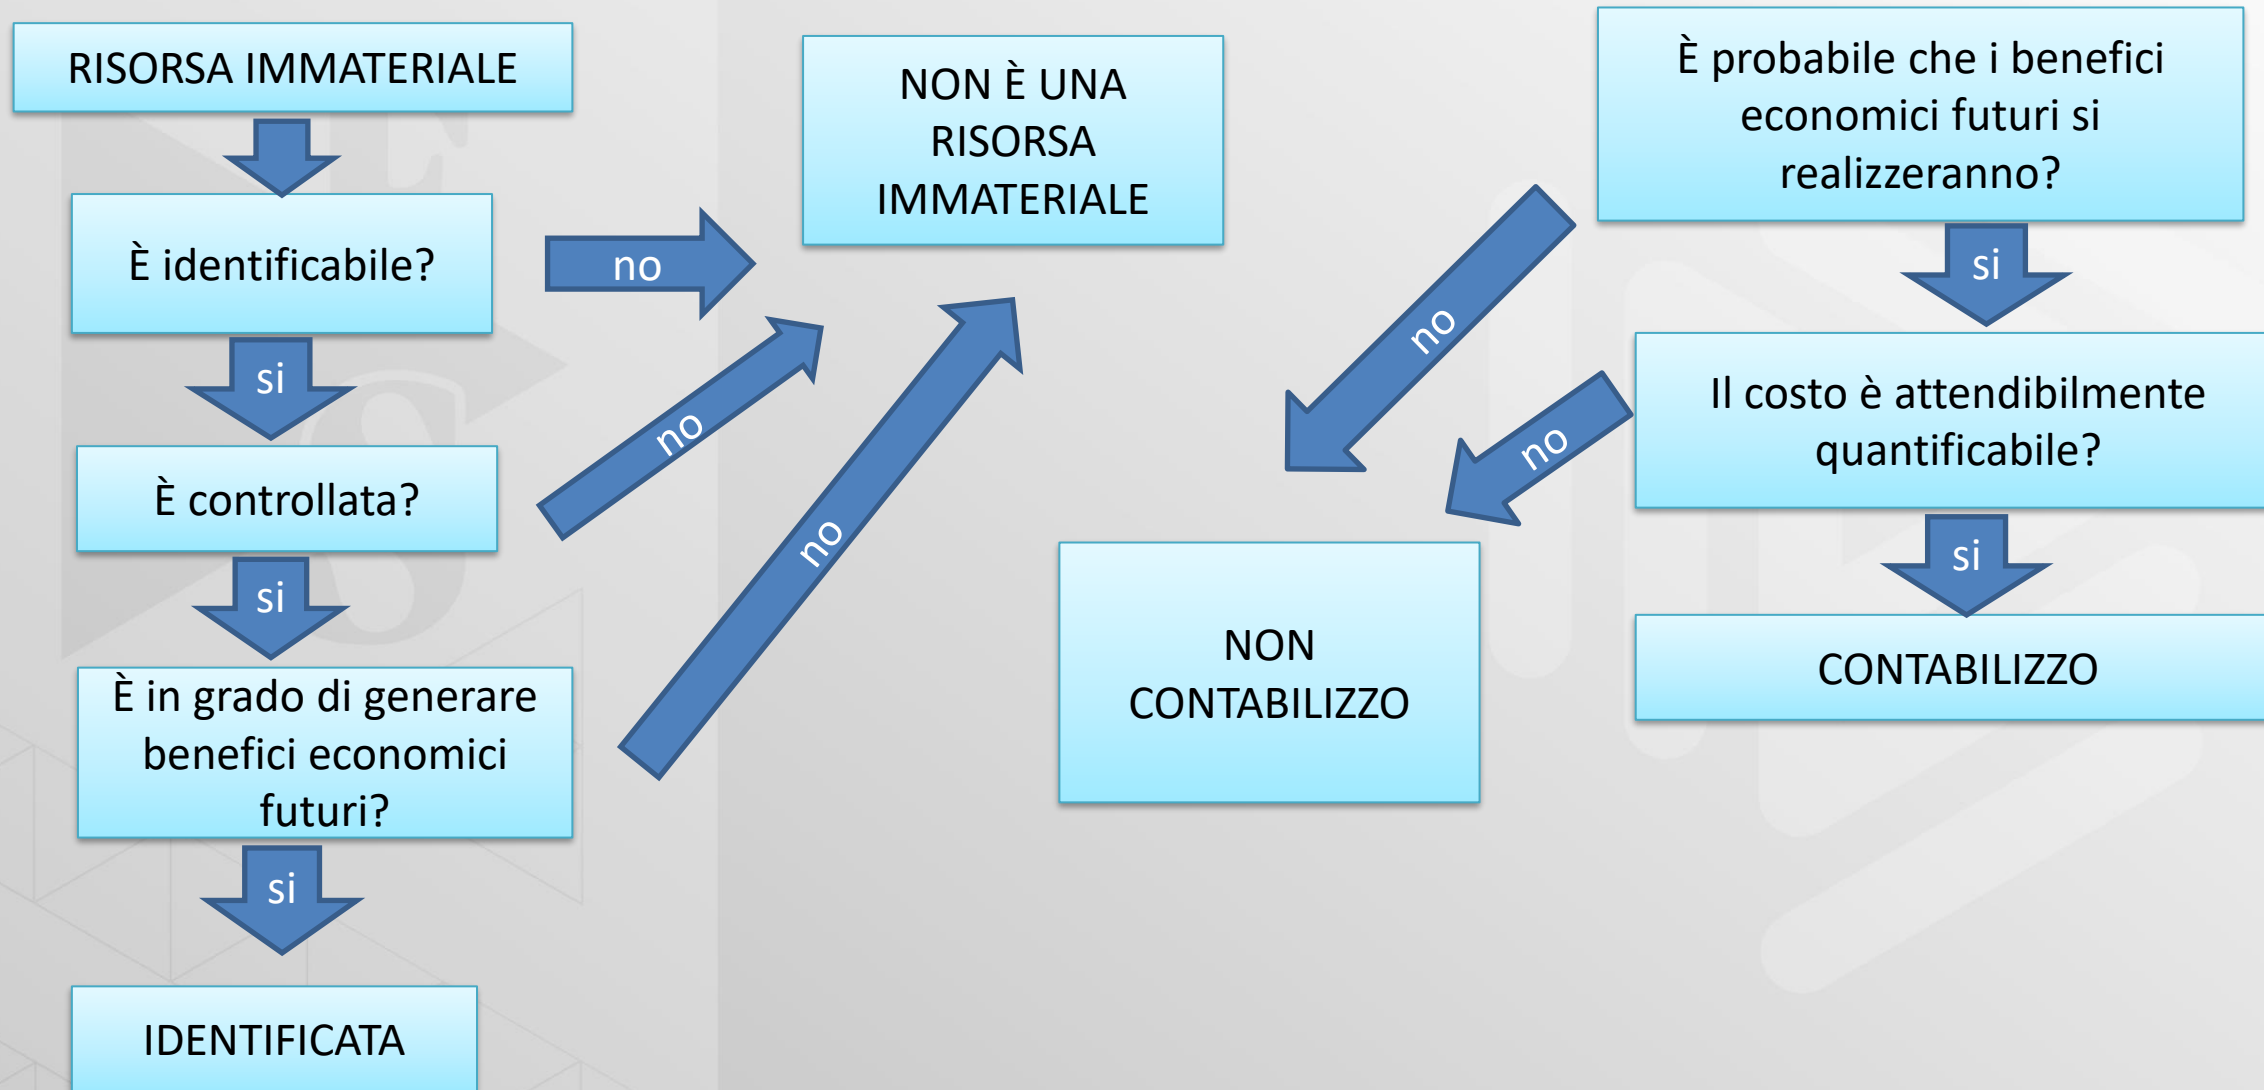 RISORSA IMMATERIALE
È identificabile?
no
si
È controllata?
no
si
È in grado di generare
benefici economici
futuri?
no
si
IDENTIFICATA
NON È UNA
RISORSA
IMMATERIALE
È probabile che i benefici
economici futuri si
realizzeranno?
no
si
Il costo è attendibilmente
quantificabile?
no
si
CONTABILIZZO
NON
CONTABILIZZO